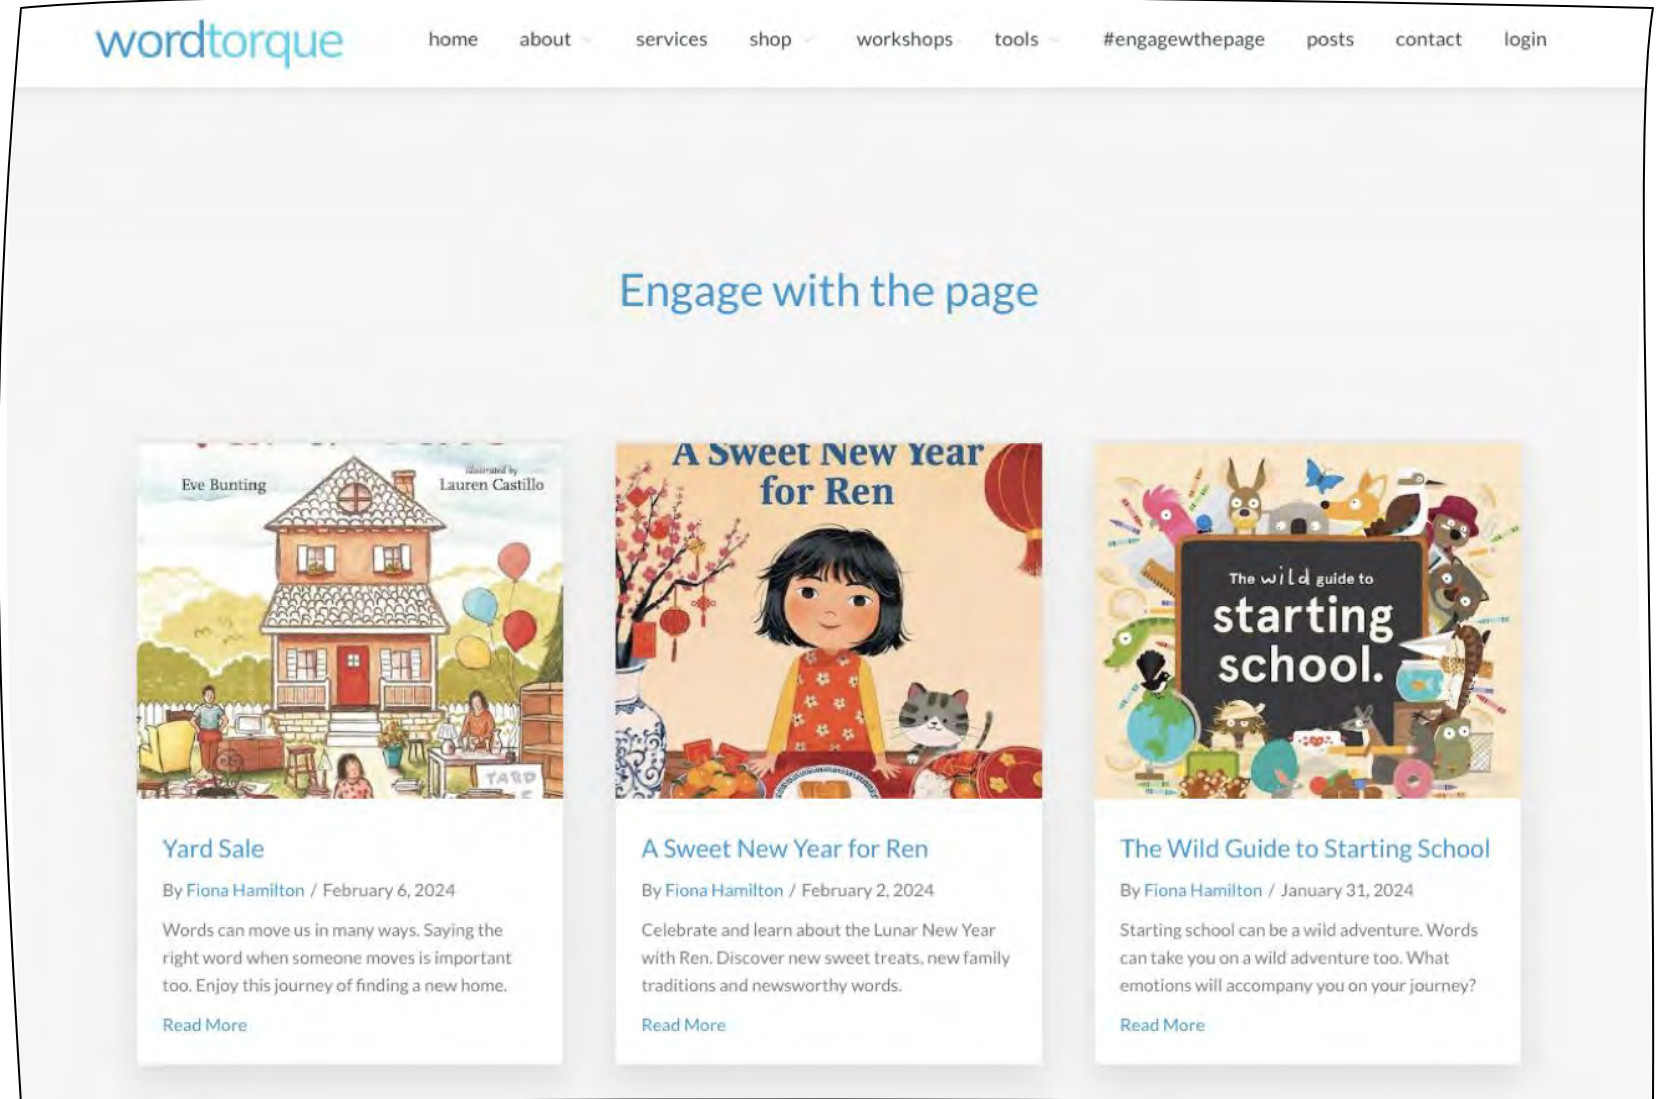 wordtorque
home about services shop workshops tools #engagewthepage posts contact login
Engage with the page
Eve Bunting
illustrated by
Lauren Castillo
YARD
A Sweet New Year
for Ren
The wild guide to
starting
school.
Yard Sale
By Fiona Hamilton / February 6, 2024
Words can move us in many ways. Saying the
right word when someone moves is important
too. Enjoy this journey of finding a new home.
Read More
A Sweet New Year for Ren
By Fiona Hamilton / February 2, 2024
Celebrate and learn about the Lunar New Year
with Ren. Discover new sweet treats, new family
traditions and newsworthy words.
Read More
The Wild Guide to Starting School
By Fiona Hamilton / January 31, 2024
Starting school can be a wild adventure. Words
can take you on a wild adventure too. What
emotions will accompany you on your journey?
Read More